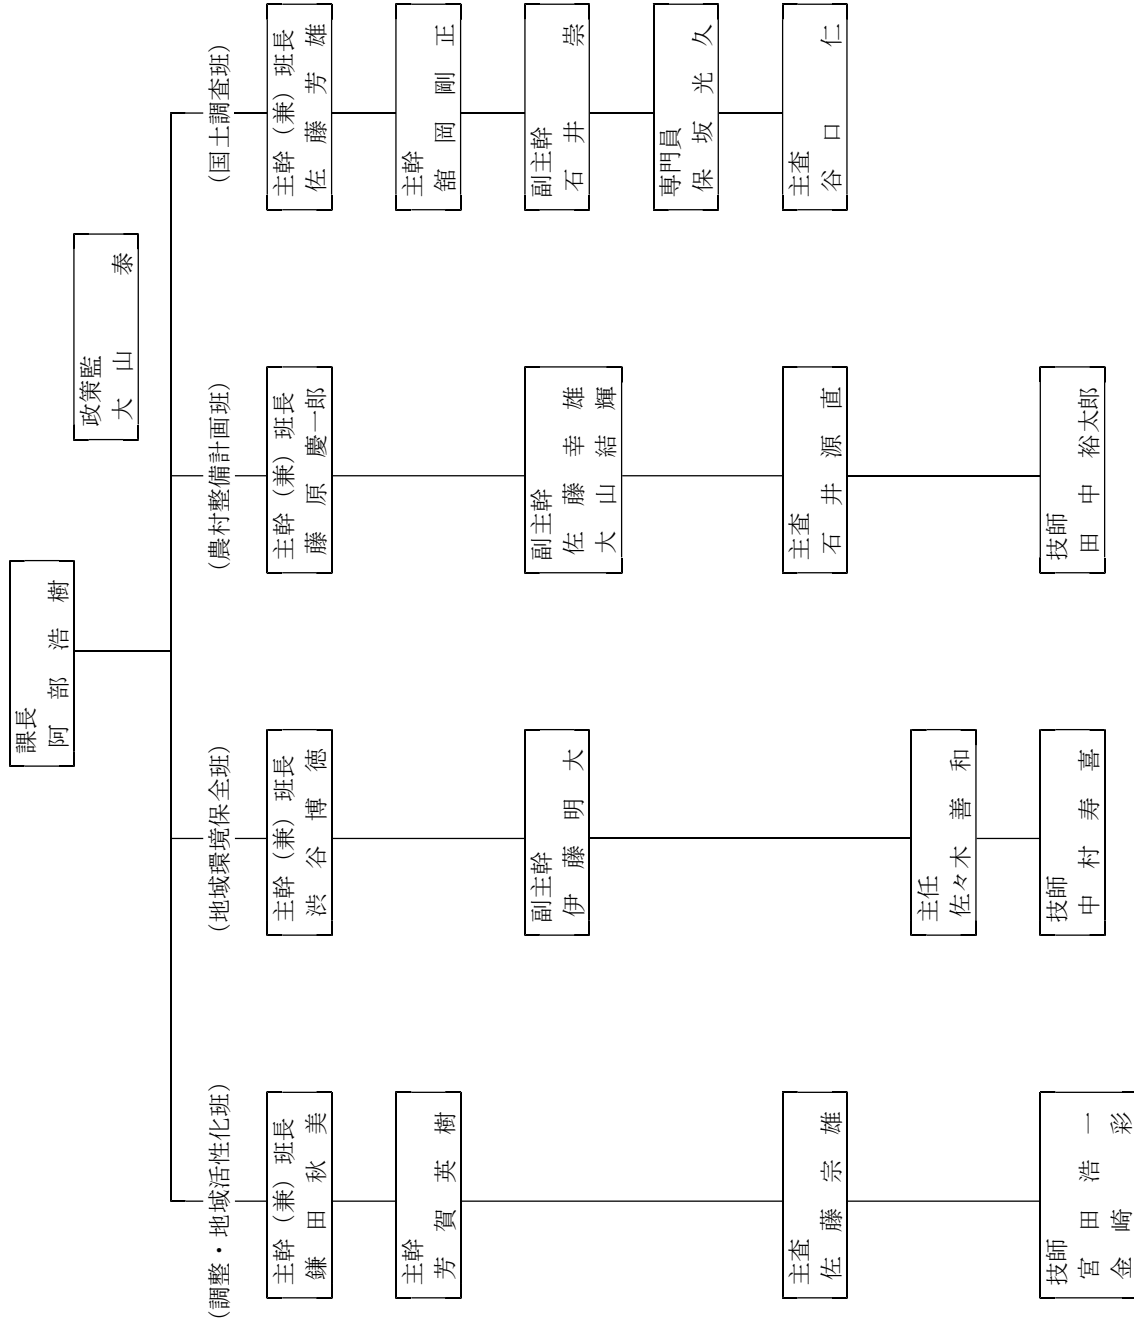 課長
阿部浩樹
政策監
大山泰
(調整・地域活性化班)
主幹（兼）班長
鎌田秋美
主幹
芳賀英樹
主査
佐藤宗雄
技師
宮田浩一
金崎彩
(地域環境保全班)
主幹（兼）班長
渋谷博徳
副主幹
伊藤明大
主任
佐々木善和
技師
中村寿喜
(農村整備計画班)
主幹（兼）班長
藤原慶一郎
副主幹
佐藤幸雄
大山結輝
主査
石井源直
技師
田中裕太郎
(国土調査班)
主幹（兼）班長
佐藤芳雄
主幹
舘岡剛正
副主幹
石井崇
専門員
保坂光久
主査
谷口仁